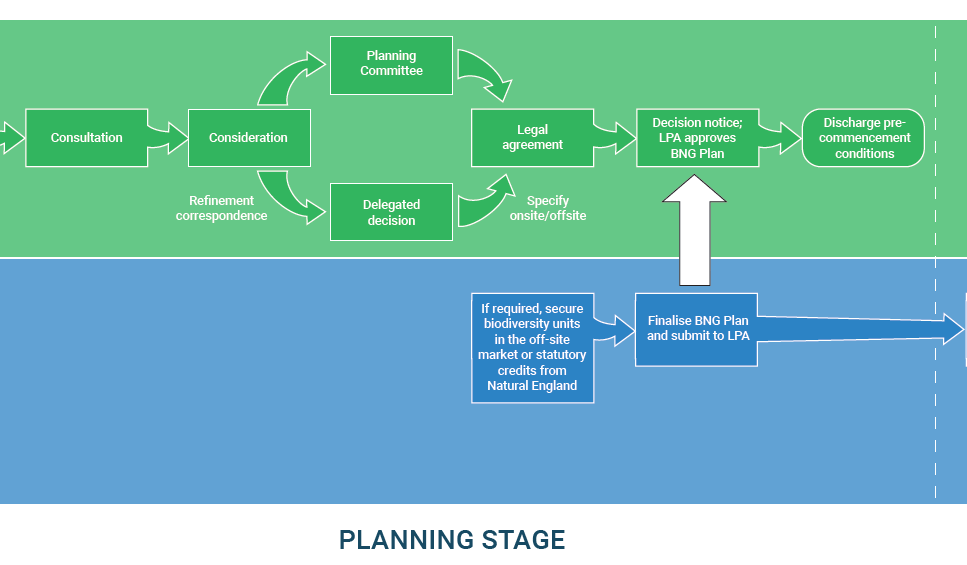 Planning
Committee
Consultation
Consideration
Legal
agreement
Decision notice;
LPA approves
BNG Plan
Discharge pre-
commencement
conditions
Refinement
correspondence
Delegated
decision
Specify
onsite/offsite
If required, secure
biodiversity units
in the off-site
market or statutory
credits from
Natural England
Finalise BNG Plan
and submit to LPA
PLANNING STAGE